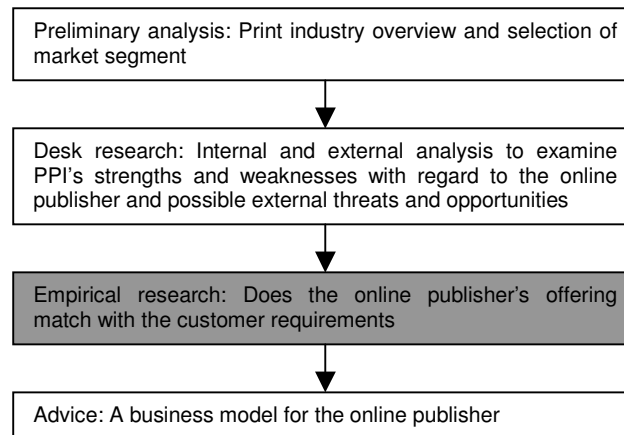 Preliminary analysis: Print industry overview and selection of
market segment
Desk research: Internal and external analysis to examine
PPI's strengths and weaknesses with regard to the online
publisher and possible external threats and opportunities
Empirical research: Does the online publisher's offering
match with the customer requirements
Advice: A business model for the online publisher